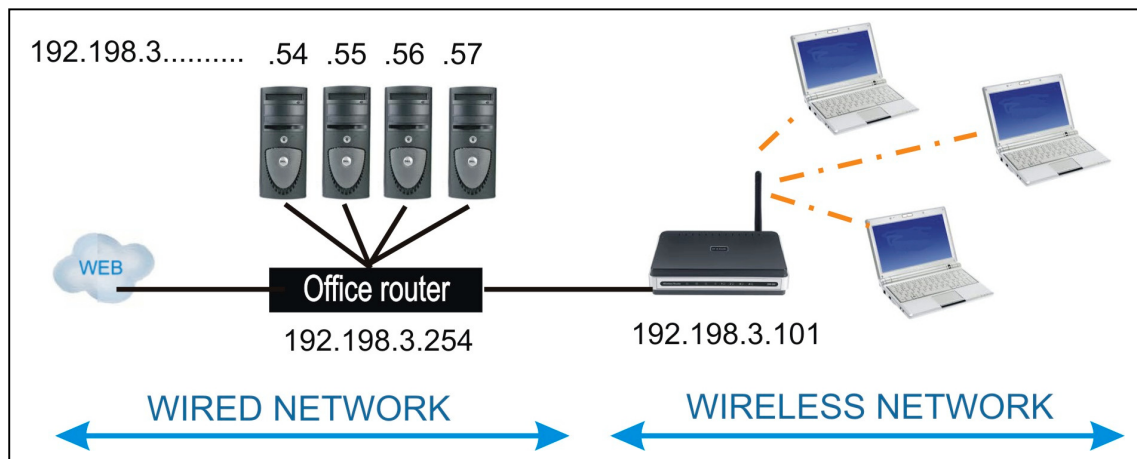 192.198.3.......... .54 .55 .56 .57
WEB
Office router
192.198.3.254
192.198.3.101
WIRED NETWORK
WIRELESS NETWORK